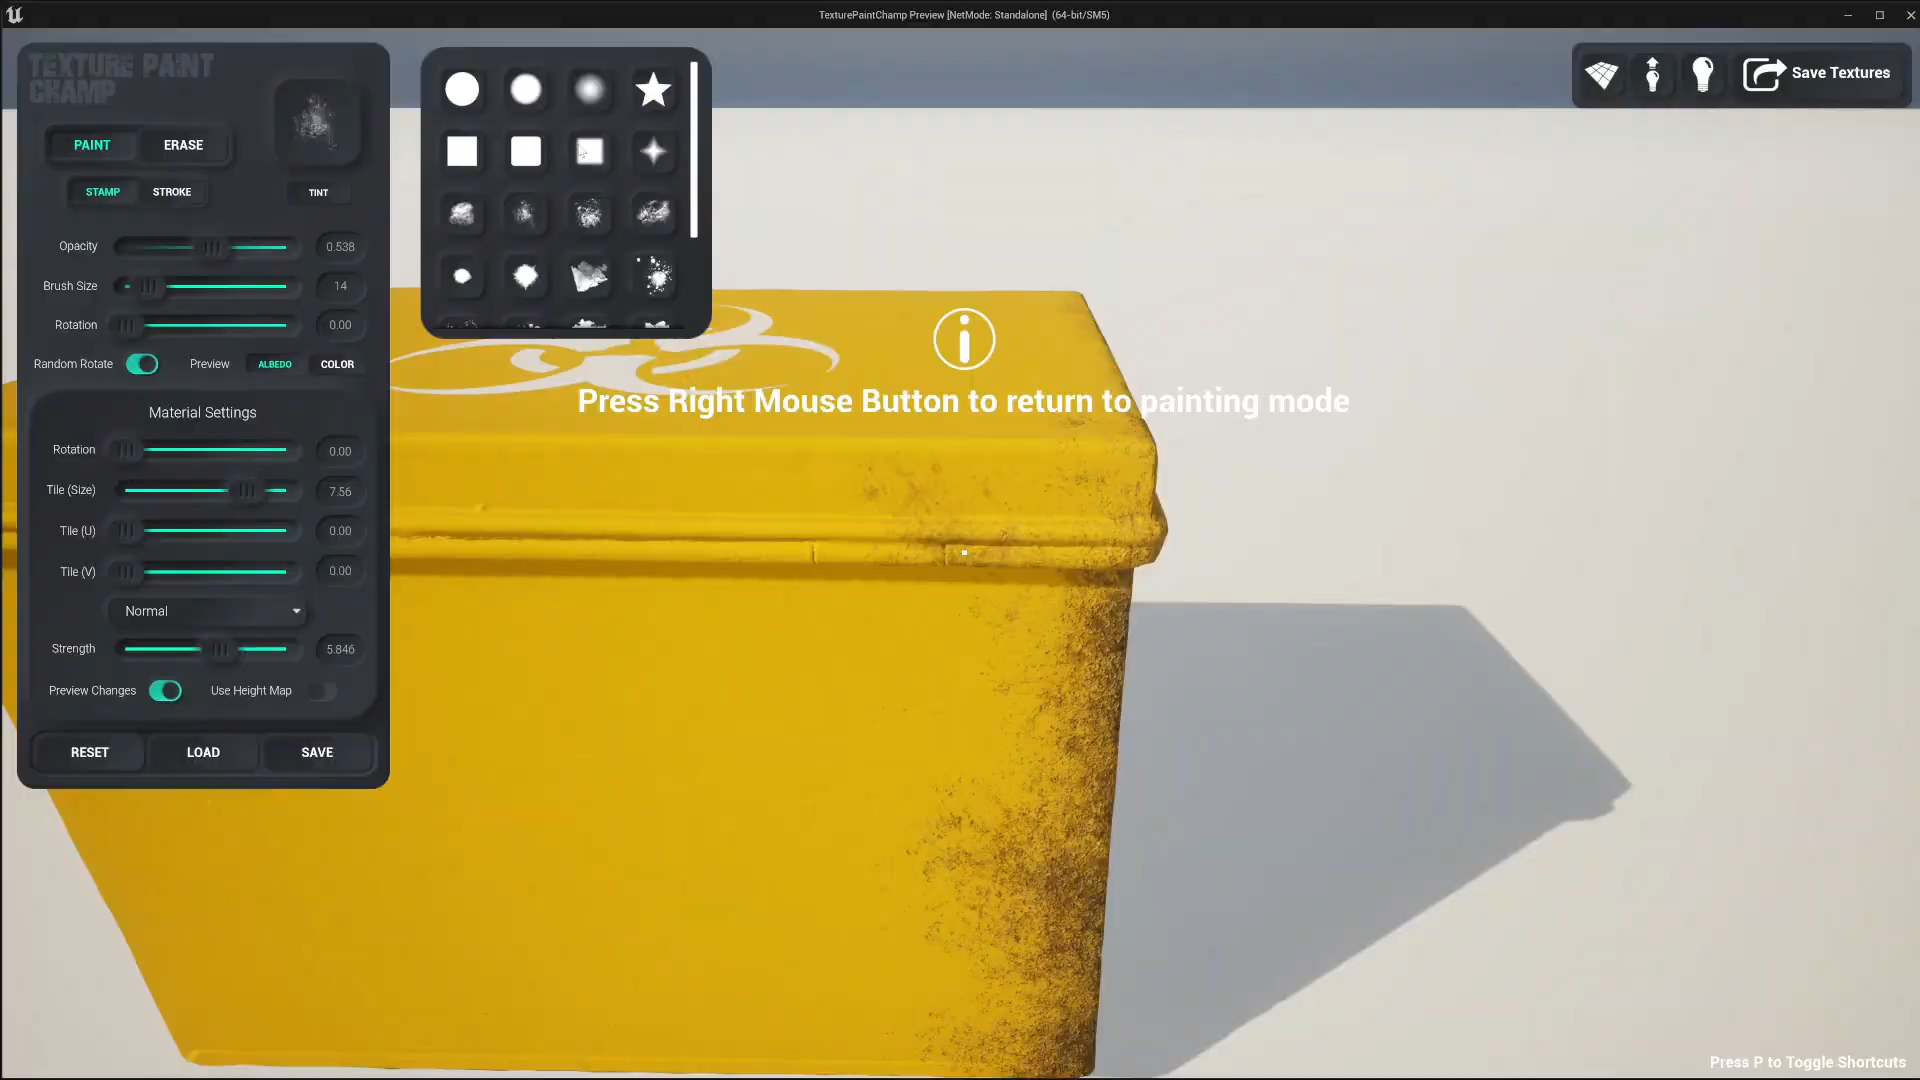 TexturePaintChamp Preview [NetMode: Standalone] (64-bit/SM5)
TEXTURE PAINT
CHAMP
PAINT
ERASE
STAMP
STROKE
TINT
Opacity
0.538
Brush Size
14
Rotation
0.00
Random Rotate
Preview
ALBEDO
COLOR
Material Settings
Rotation
0.00
Tile (Size)
7.56
Tile (U)
0.00
Tile (V)
0.00
Normal
Strength
5.846
Preview Changes
Use Height Map
RESET
LOAD
SAVE
Save Textures
Press Right Mouse Button to return to painting mode
Press P to Toggle Shortcuts